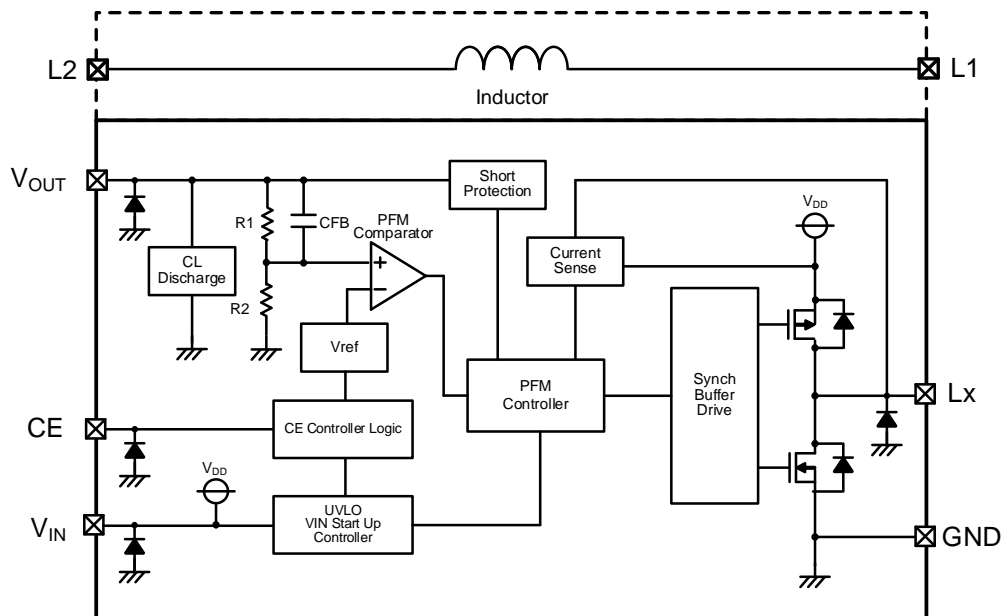 L2
L1
Inductor
VOUT
Short
Protection
VDD
R1
CFB
PFM
Comparator
CL
Discharge
Current
Sense
+
−
R2
Vref
Synch
Buffer
Drive
PFM
Controller
Lx
CE
CE Controller Logic
VDD
UVLO
VIN Start Up
Controller
VIN
GND